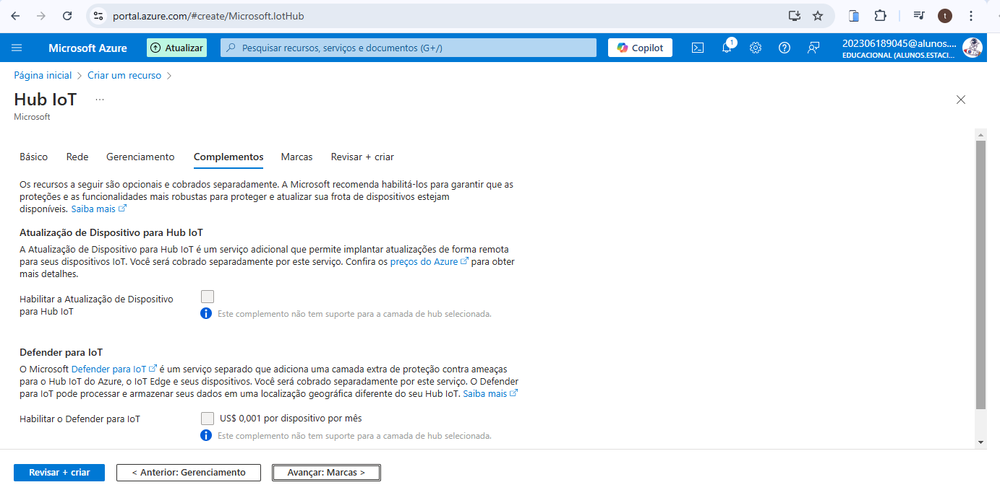 portal.azure.com/#create/Microsoft.IotHub
t
Microsoft Azure
Atualizar
Pesquisar recursos, serviços e documentos (G+/)
Copilot
1
202306189045@alunos....
EDUCACIONAL (ALUNOS.ESTACI...
Página inicial > Criar um recurso >
Hub IoT ...
Microsoft
Básico Rede Gerenciamento Complementos Marcas Revisar + criar
Os recursos a seguir são opcionais e cobrados separadamente. A Microsoft recomenda habilitá-los para garantir que as
proteções e as funcionalidades mais robustas para proteger e atualizar sua frota de dispositivos estejam
disponíveis. Saiba mais
Atualização de Dispositivo para Hub IoT
A Atualização de Dispositivo para Hub IoT é um serviço adicional que permite implantar atualizações de forma remota
para seus dispositivos IoT. Você será cobrado separadamente por este serviço. Confira os preços do Azure para obter
mais detalhes.
Habilitar a Atualização de Dispositivo
para Hub IoT
Este complemento não tem suporte para a camada de hub selecionada.
Defender para IoT
O Microsoft Defender para IoT é um serviço separado que adiciona uma camada extra de proteção contra ameaças
para o Hub IoT do Azure, o IoT Edge e seus dispositivos. Você será cobrado separadamente por este serviço. O Defender
para IoT pode processar e armazenar seus dados em uma localização geográfica diferente do seu Hub IoT. Saiba mais
Habilitar o Defender para IoT
US$ 0,001 por dispositivo por mês
Este complemento não tem suporte para a camada de hub selecionada.
Revisar + criar
< Anterior: Gerenciamento
Avançar: Marcas >